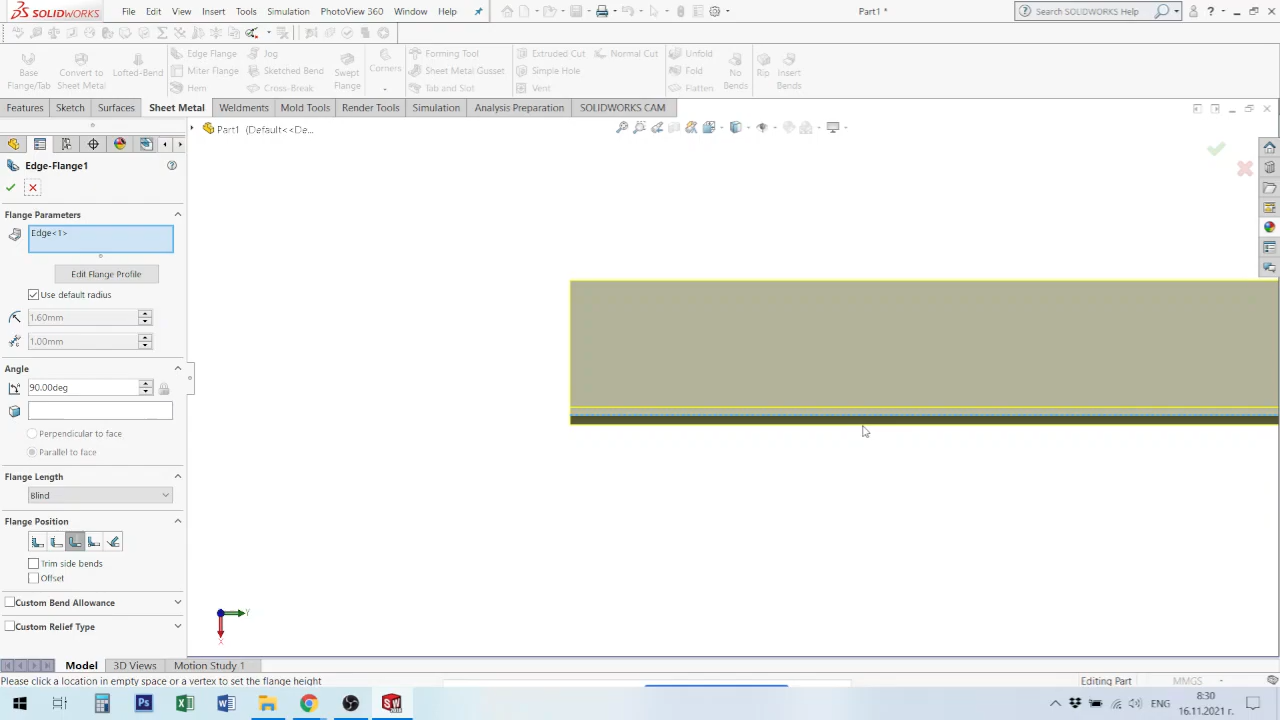 SOLIDWORKS File Edit View Insert Tools Simulation PhotoView 360 Window Help Part1 * Search SOLIDWORKS Help
Base Flange/Tab
Convert to Sheet Metal
Lofted-Bend
Edge Flange
Miter Flange
Hem
Jog
Sketched Bend
Cross-Break
Swept Flange
Corners
Forming Tool
Sheet Metal Gusset
Tab and Slot
Extruded Cut
Simple Hole
Vent
Normal Cut
Unfold
Fold
Flatten
No Bends
Rip
Insert Bends
Features Sketch Surfaces Sheet Metal Weldments Mold Tools Render Tools Simulation Analysis Preparation SOLIDWORKS CAM
Part1 (Default<<De...
Edge-Flange1
Flange Parameters
Edge<1>
Edit Flange Profile
Use default radius
1.60mm
1.00mm
Angle
90.00deg
Perpendicular to face
Parallel to face
Flange Length
Blind
Flange Position
Trim side bends
Offset
Custom Bend Allowance
Custom Relief Type
Y
X
Model 3D Views Motion Study 1
Please click a location in empty space or a vertex to set the flange height Editing Part MMGS
ENG
8:30
16.11.2021 г.